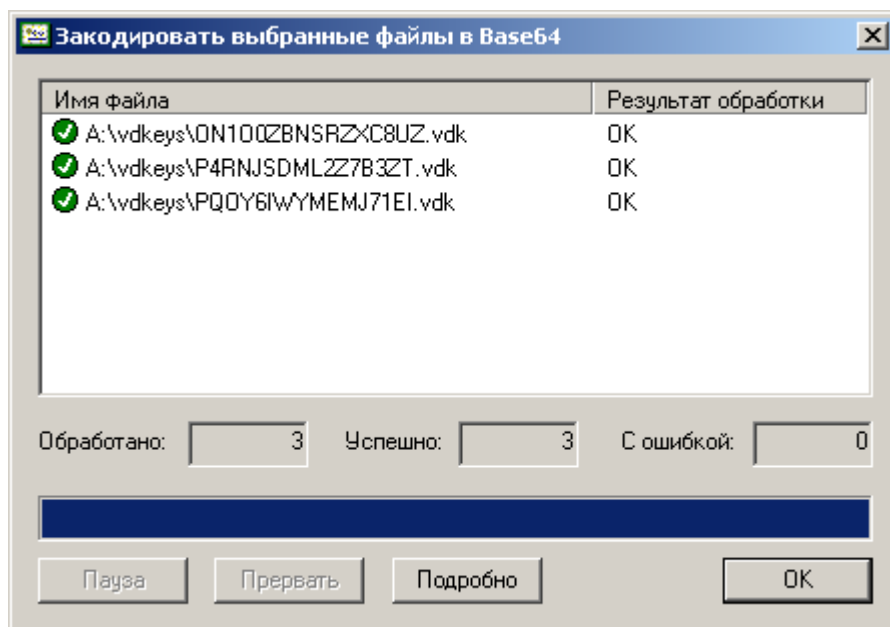 Закодировать выбранные файлы в Base64
Имя файла Результат обработки
A:\vdkeys\ON1O0ZBNSRZXC8UZ.vdk OK
A:\vdkeys\P4RNJSDML2Z7B3ZT.vdk OK
A:\vdkeys\PQOY6IWYMEMJ71EI.vdk OK
Обработано: 3 Успешно: 3 С ошибкой: 0
Пауза Прервать Подробно OK